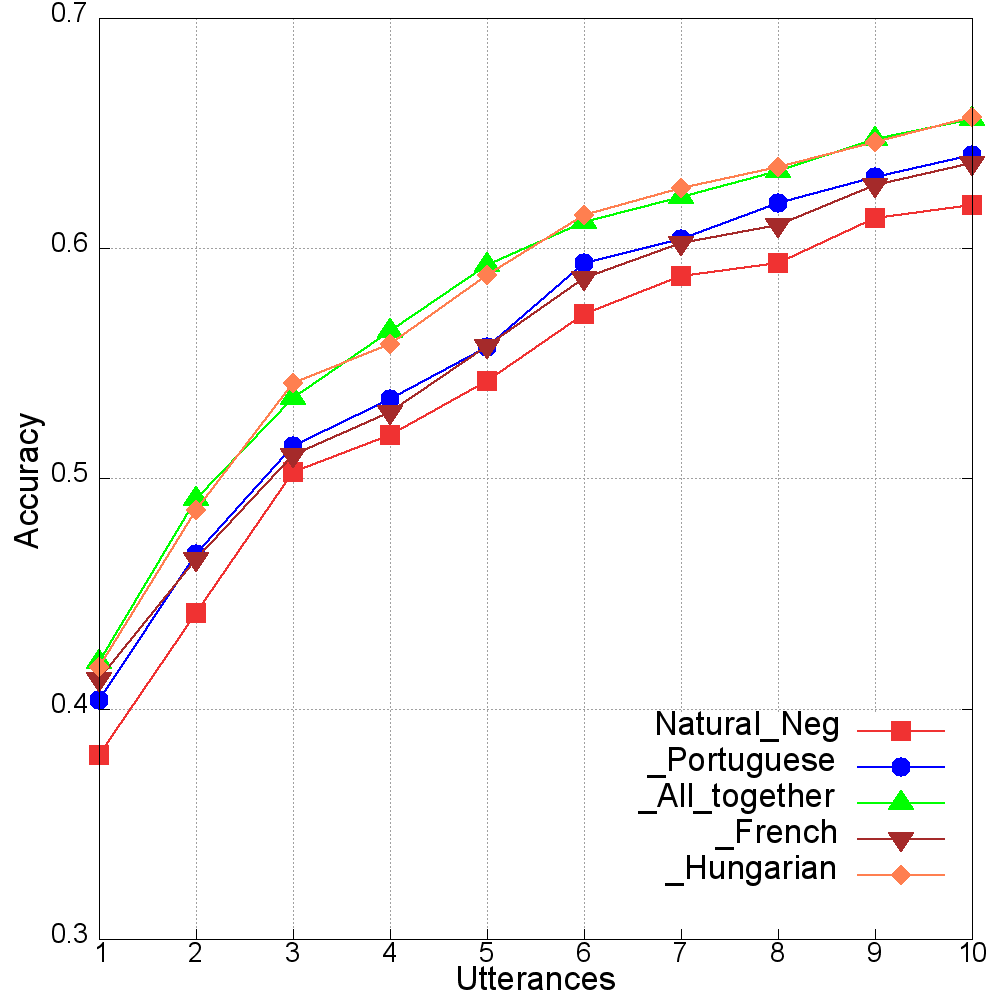 0.7
0.6
0.5
0.4
0.3
Accuracy
Natural_Neg
_Portuguese
_All_together
_French
_Hungarian
1 2 3 4 5 6 7 8 9 10
Utterances